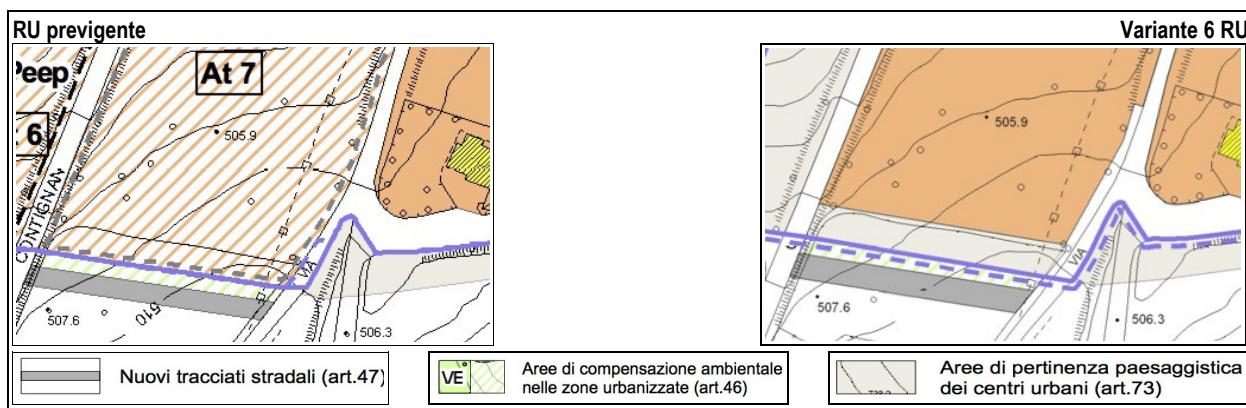 RU previgente
Variante 6 RU
Peep
At 7
6
505.9
CONTIGNAN
VIA
510
507.6
506.3
505.9
VIA
507.6
506.3
Nuovi tracciati stradali (art.47)
VE
Aree di compensazione ambientale
nelle zone urbanizzate (art.46)
Aree di pertinenza paesaggistica
dei centri urbani (art.73)